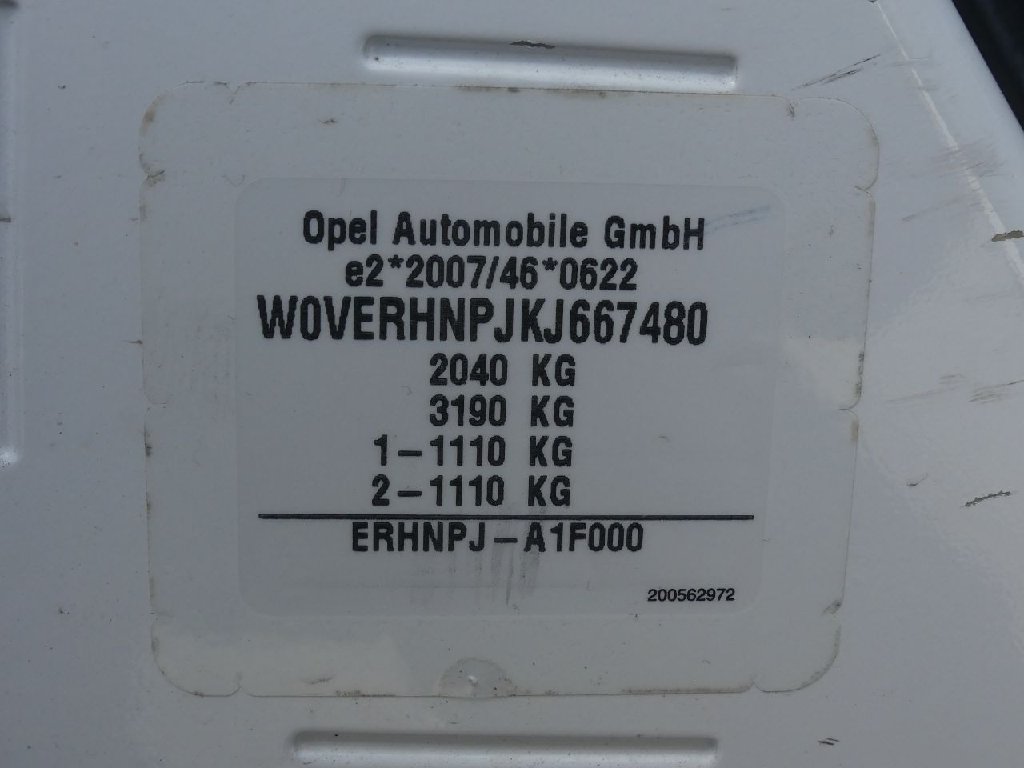 Opel Automobile GmbH
e2*2007/46*0622
W0VERHNPJKJ667480
2040 KG
3190 KG
1-1110 KG
2-1110 KG
ERHNPJ-A1F000
200562972